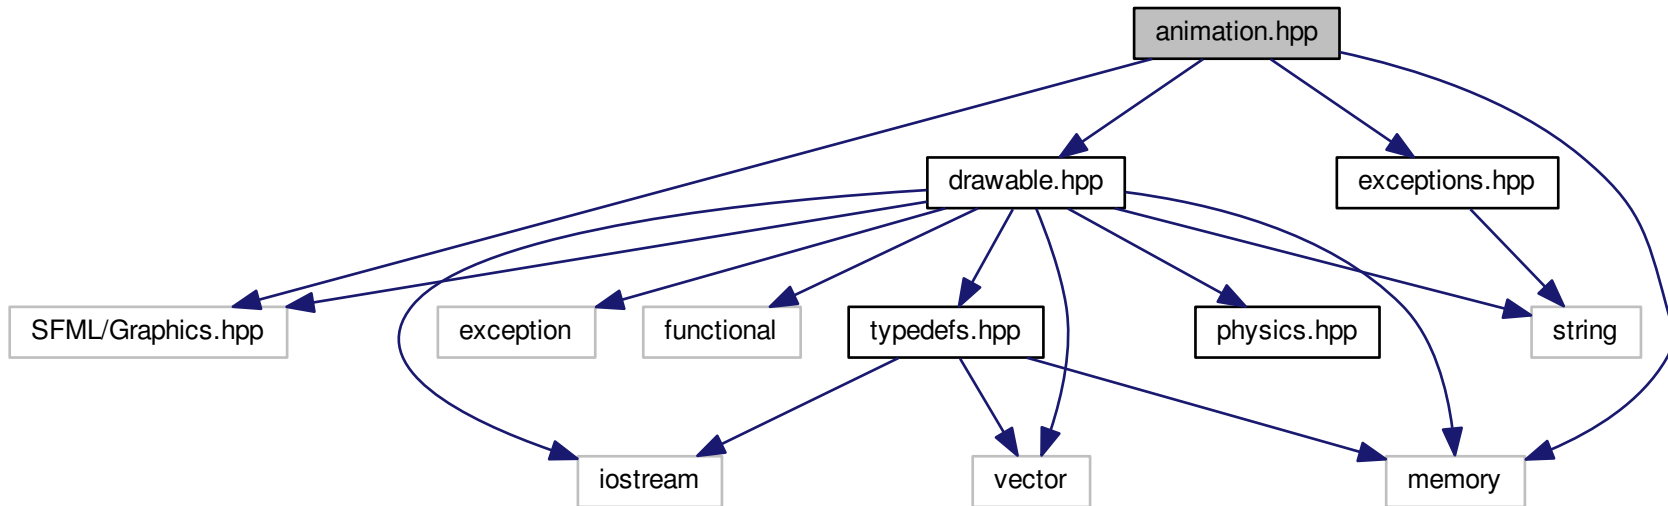 animation.hpp
drawable.hpp
exceptions.hpp
SFML/Graphics.hpp
exception
functional
typedefs.hpp
physics.hpp
string
iostream
vector
memory